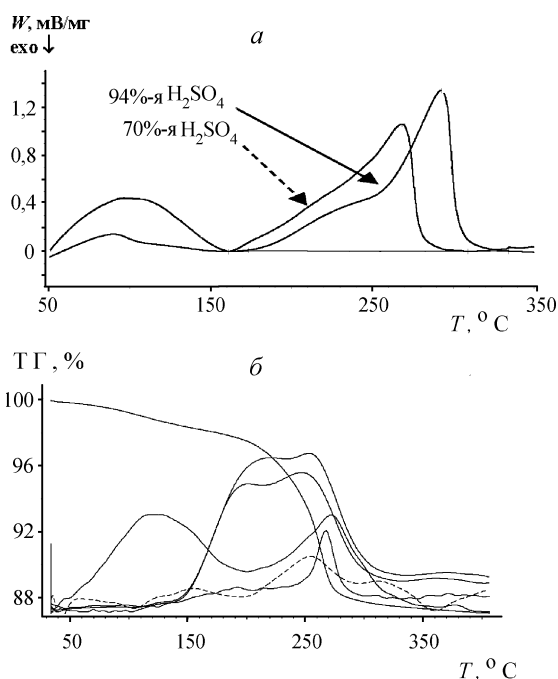 W, мВ/мг
ехо ↓
а
94%-я H₂SO₄
70%-я H₂SO₄
1,2
0,8
0,4
0
50 150 250 350
T, ° C
ТГ, %
б
100
96
92
88
50 150 250 350
T, ° C